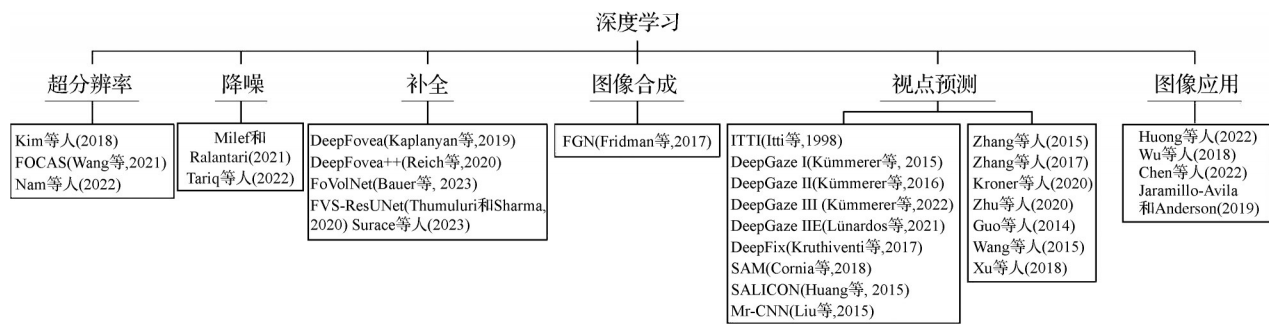 深度学习
超分辨率
Kim等人(2018)
FOCAS(Wang等,2021)
Nam等人(2022)
降噪
Milef和
Ralantari(2021)
Tariq等人(2022)
补全
DeepFovea(Kaplanyan等,2019)
DeepFovea++(Reich等,2020)
FoVolNet(Bauer等, 2023)
FVS-ResUNet(Thumuluri和Sharma,
2020) Surace等人(2023)
图像合成
FGN(Fridman等,2017)
视点预测
ITTI(Itti等,1998)
DeepGaze I(Kümmerer等, 2015)
DeepGaze II(Kümmerer等,2016)
DeepGaze III (Kümmerer等,2022)
DeepGaze IIE(Lünardos等,2021)
DeepFix(Kruthiventi等,2017)
SAM(Cornia等,2018)
SALICON(Huang等, 2015)
Mr-CNN(Liu等,2015)
Zhang等人(2015)
Zhang等人(2017)
Kroner等人(2020)
Zhu等人(2020)
Guo等人(2014)
Wang等人(2015)
Xu等人(2018)
图像应用
Huong等人(2022)
Wu等人(2018)
Chen等人(2022)
Jaramillo-Avila
和Anderson(2019)